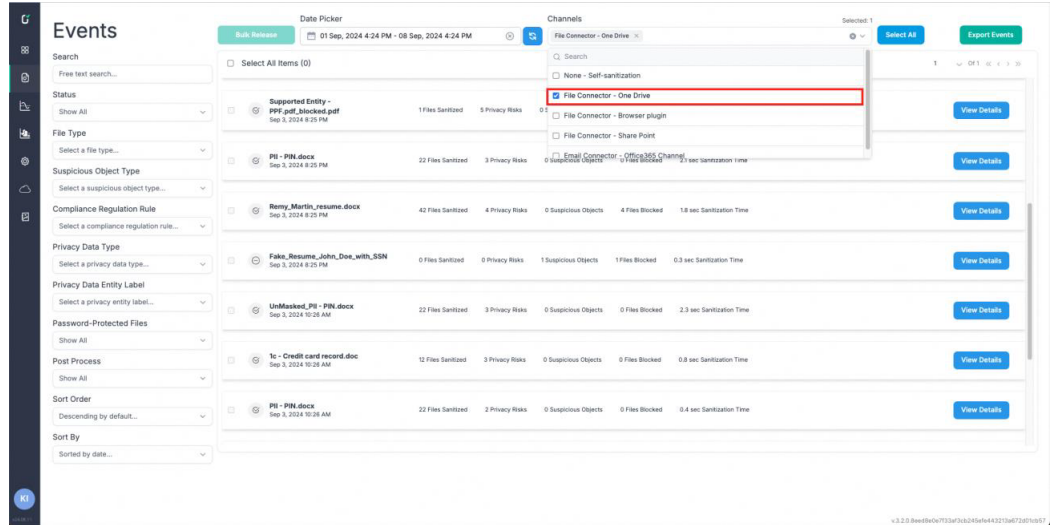 Events
Search
Free text search...
Status
Show All
File Type
Select a file type...
Suspicious Object Type
Select a suspicious object type...
Compliance Regulation Rule
Select a compliance regulation rule...
Privacy Data Type
Select a privacy data type...
Privacy Data Entity Label
Select a privacy entity label...
Password-Protected Files
Show All
Post Process
Show All
Sort Order
Descending by default...
Sort By
Sorted by date...
KI
Bulk Release
Date Picker
01 Sep, 2024 4:24 PM - 08 Sep, 2024 4:24 PM
Channels
Selected: 1
File Connector - One Drive
Select All
Export Events
Search
None - Self-sanitization
File Connector - One Drive
File Connector - Browser plugin
File Connector - Share Point
Email Connector - Office365 Channel
Select All Items (0)
1 Of 1
Supported Entity -
PPF.pdf_blocked.pdf
Sep 3, 2024 8:25 PM
1 Files Sanitized 5 Privacy Risks 0 View Details
PII - PIN.docx
Sep 3, 2024 8:25 PM
22 Files Sanitized 3 Privacy Risks 0 Suspicious Objects 0 Files Blocked 2.1 sec Sanitization Time View Details
Remy_Martin_resume.docx
Sep 3, 2024 8:25 PM
42 Files Sanitized 4 Privacy Risks 0 Suspicious Objects 4 Files Blocked 1.8 sec Sanitization Time View Details
Fake_Resume_John_Doe_with_SSN
Sep 3, 2024 8:25 PM
0 Files Sanitized 0 Privacy Risks 1 Suspicious Objects 1 Files Blocked 0.3 sec Sanitization Time View Details
UnMasked_PII - PIN.docx
Sep 3, 2024 10:26 AM
22 Files Sanitized 3 Privacy Risks 0 Suspicious Objects 0 Files Blocked 2.3 sec Sanitization Time View Details
1c - Credit card record.doc
Sep 3, 2024 10:26 AM
12 Files Sanitized 3 Privacy Risks 0 Suspicious Objects 0 Files Blocked 0.8 sec Sanitization Time View Details
PII - PIN.docx
Sep 3, 2024 10:26 AM
22 Files Sanitized 2 Privacy Risks 0 Suspicious Objects 0 Files Blocked 0.4 sec Sanitization Time View Details